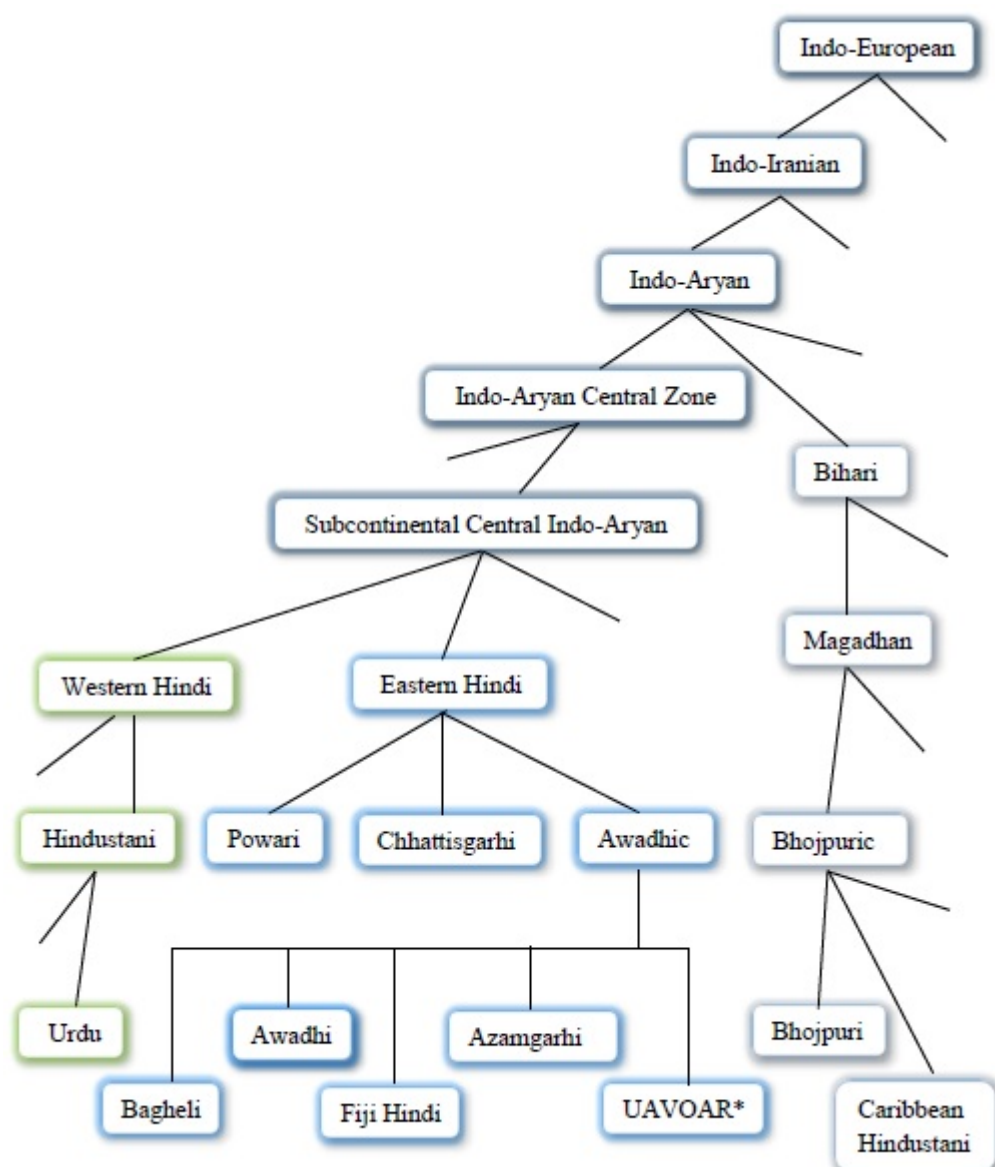 Indo-European
Indo-Iranian
Indo-Aryan
Indo-Aryan Central Zone
Bihari
Subcontinental Central Indo-Aryan
Magadhan
Western Hindi
Eastern Hindi
Hindustani
Powari
Chhattisgarhi
Awadhic
Bhojpuric
Urdu
Awadhi
Azamgarhi
Bhojpuri
Bagheli
Fiji Hindi
UAVOAR*
Caribbean
Hindustani